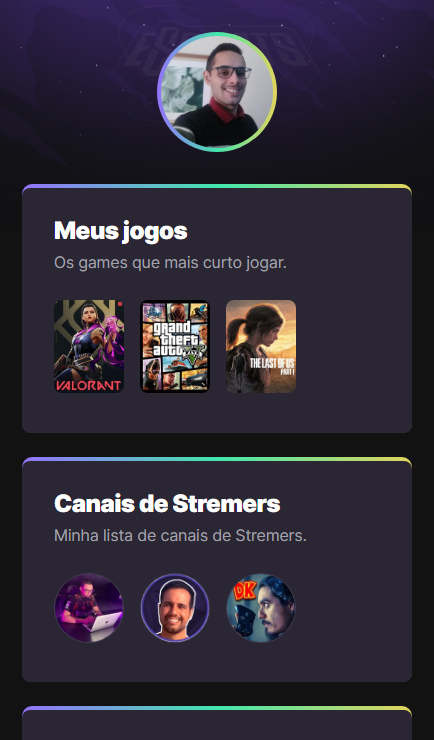 ESPORTS
Meus jogos
Os games que mais curto jogar.
VALORANT
grand
theft
auto
V
THE LAST OF US
PART I
Canais de Stremers
Minha lista de canais de Stremers.
DK